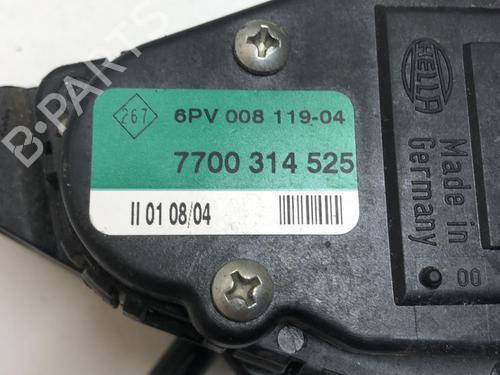 267
6PV 008 119-04
7700 314 525
II 01 08/04
HELLA
Made in
Germany
00
B-PARTS